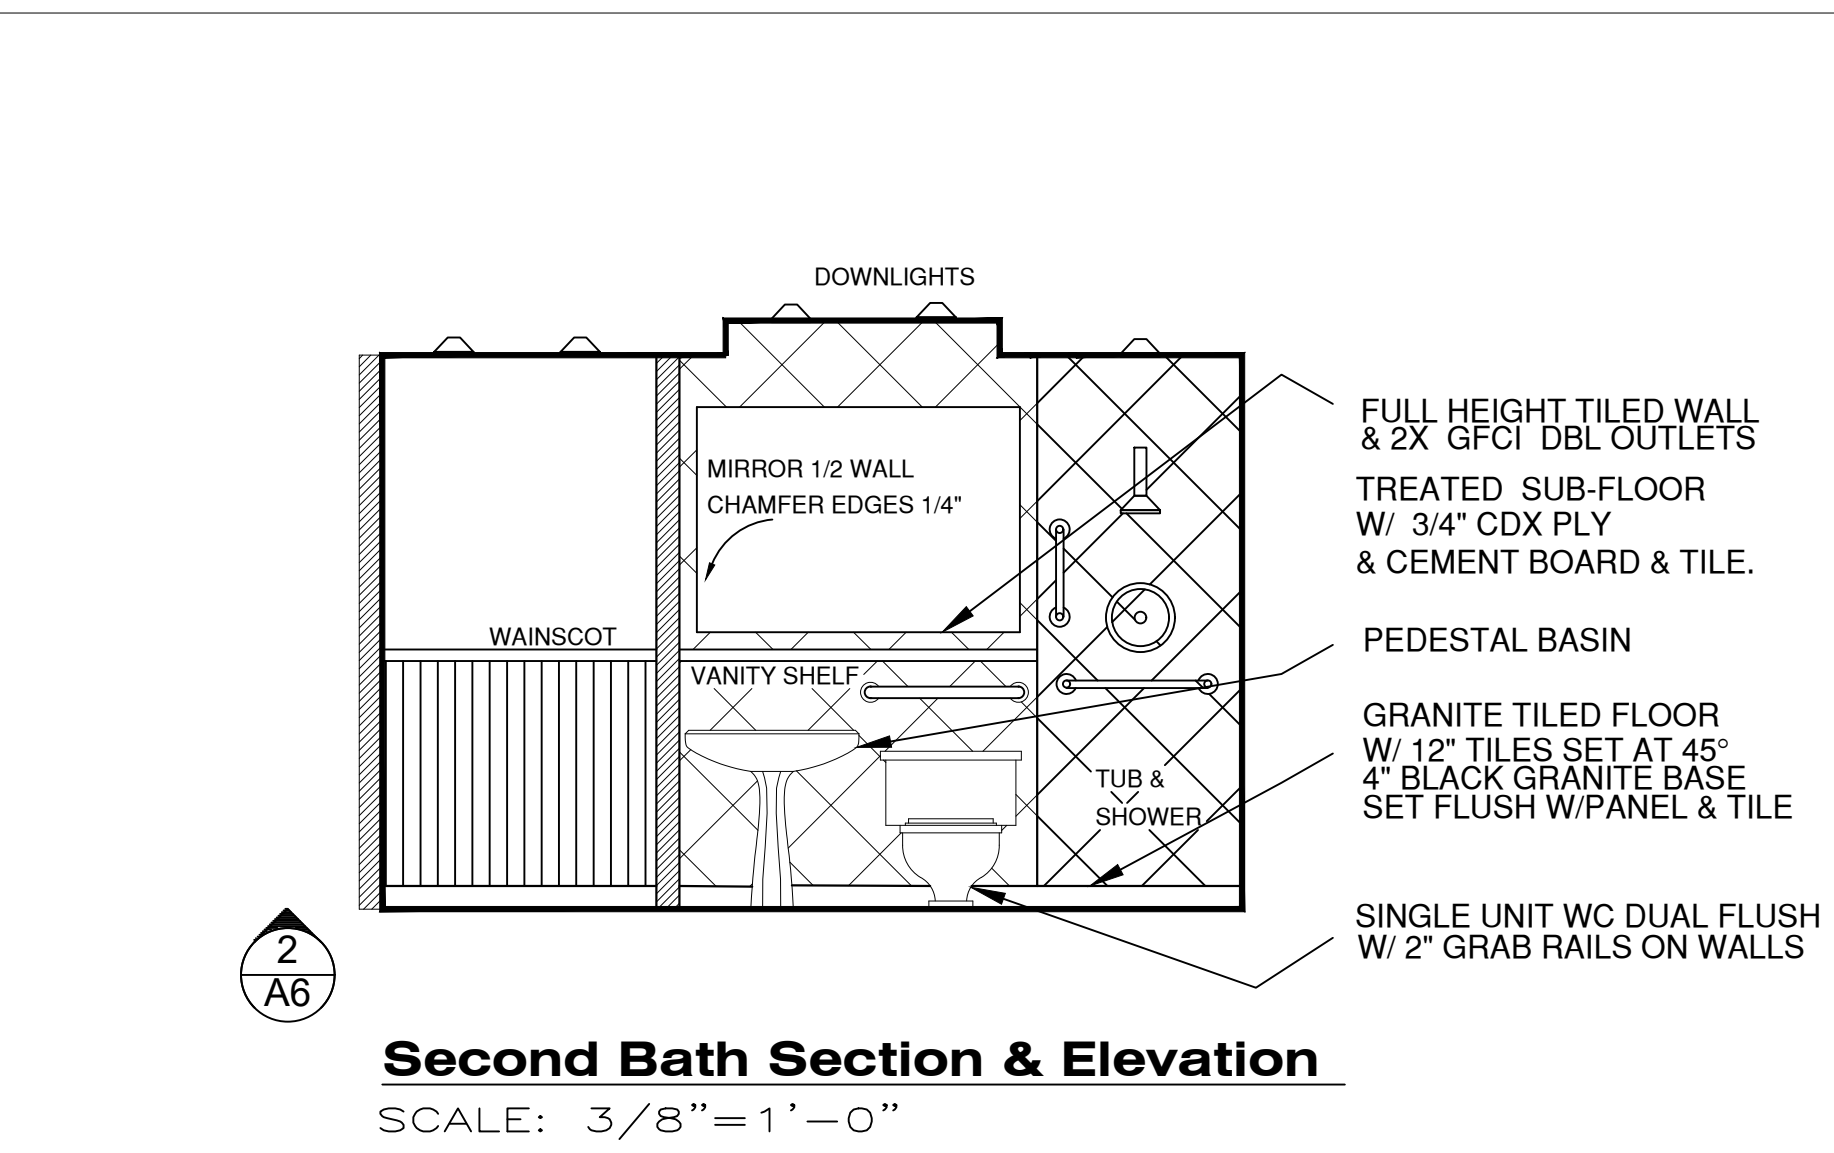 DOWNLIGHTS
MIRROR 1/2 WALL
CHAMFER EDGES 1/4"
WAINSCOT
VANITY SHELF
TUB &
SHOWER
FULL HEIGHT TILED WALL
& 2X GFCI DBL OUTLETS
TREATED SUB-FLOOR
W/ 3/4" CDX PLY
& CEMENT BOARD & TILE.
PEDESTAL BASIN
GRANITE TILED FLOOR
W/ 12" TILES SET AT 45°
4" BLACK GRANITE BASE
SET FLUSH W/PANEL & TILE
SINGLE UNIT WC DUAL FLUSH
W/ 2" GRAB RAILS ON WALLS
2
A6
Second Bath Section & Elevation
SCALE: 3/8"=1'-0"